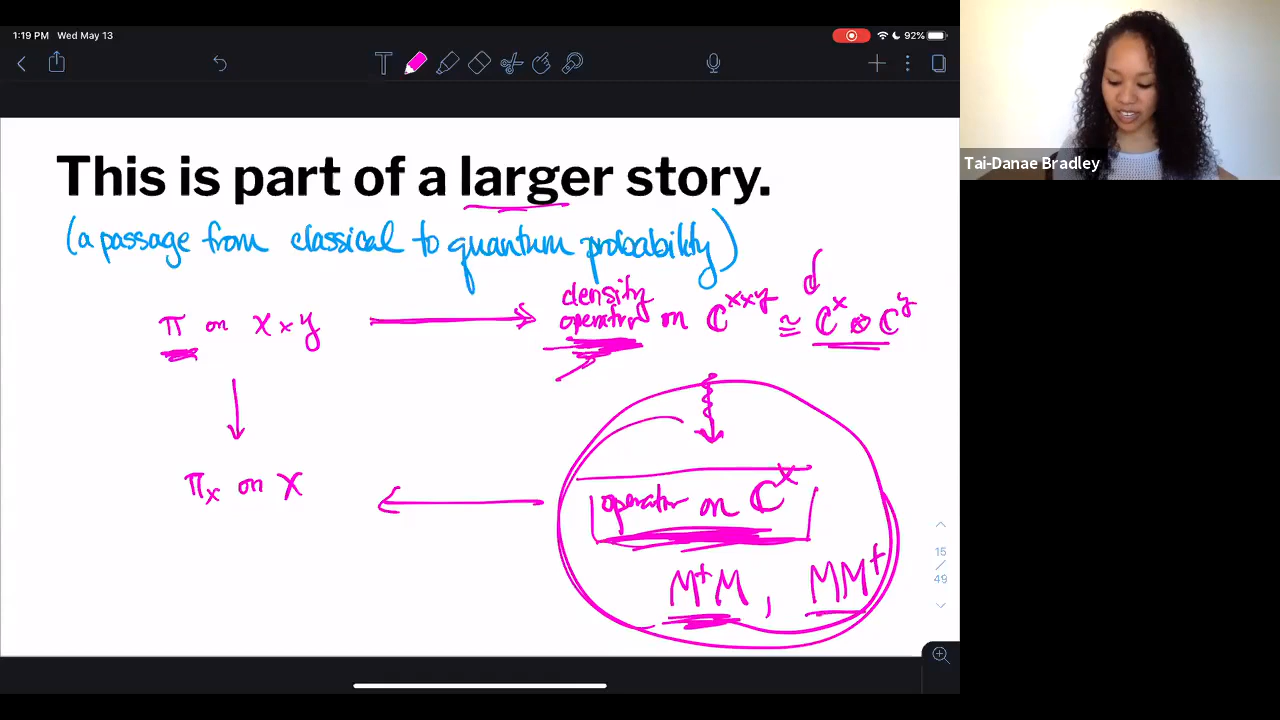 1:19 PM Wed May 13
92%
Tai-Danae Bradley
This is part of a larger story.
(a passage from classical to quantum probability)
π on X × Y
density
operator on ℂ^{X×Y} ≅ ℂ^X ⊗ ℂ^Y
π_X on X
operator on ℂ^X
M†M, MM†
15
/
49